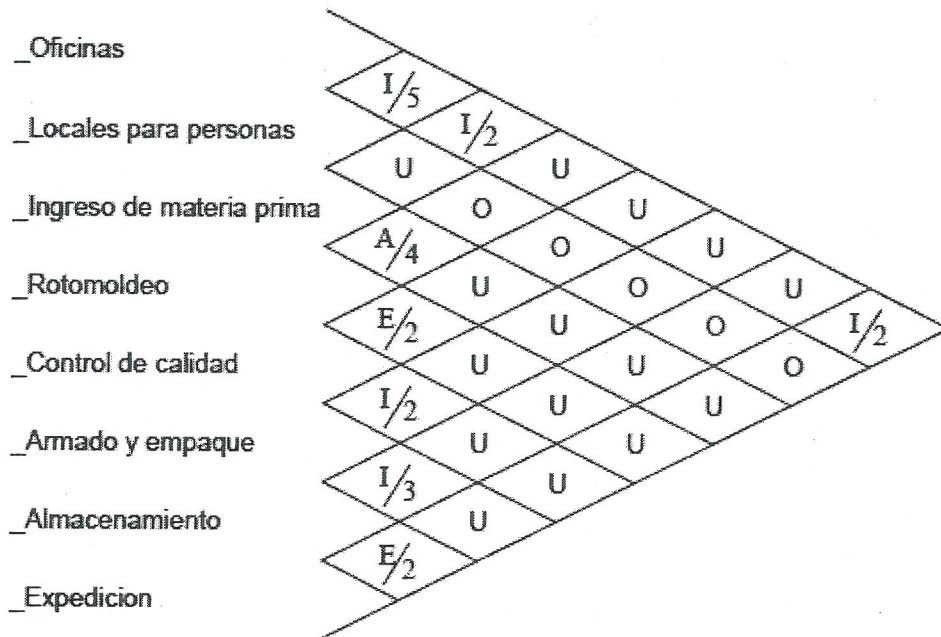 _Oficinas
I/5
_Locales para personas I/2
U U
_Ingreso de materia prima O U
A/4 O U
_Rotomoldeo U O U
E/2 U O I/2
_Control de calidad U U O
I/2 U U
_Armado y empaque U U
I/3 U
_Almacenamiento U
E/2
_Expedicion